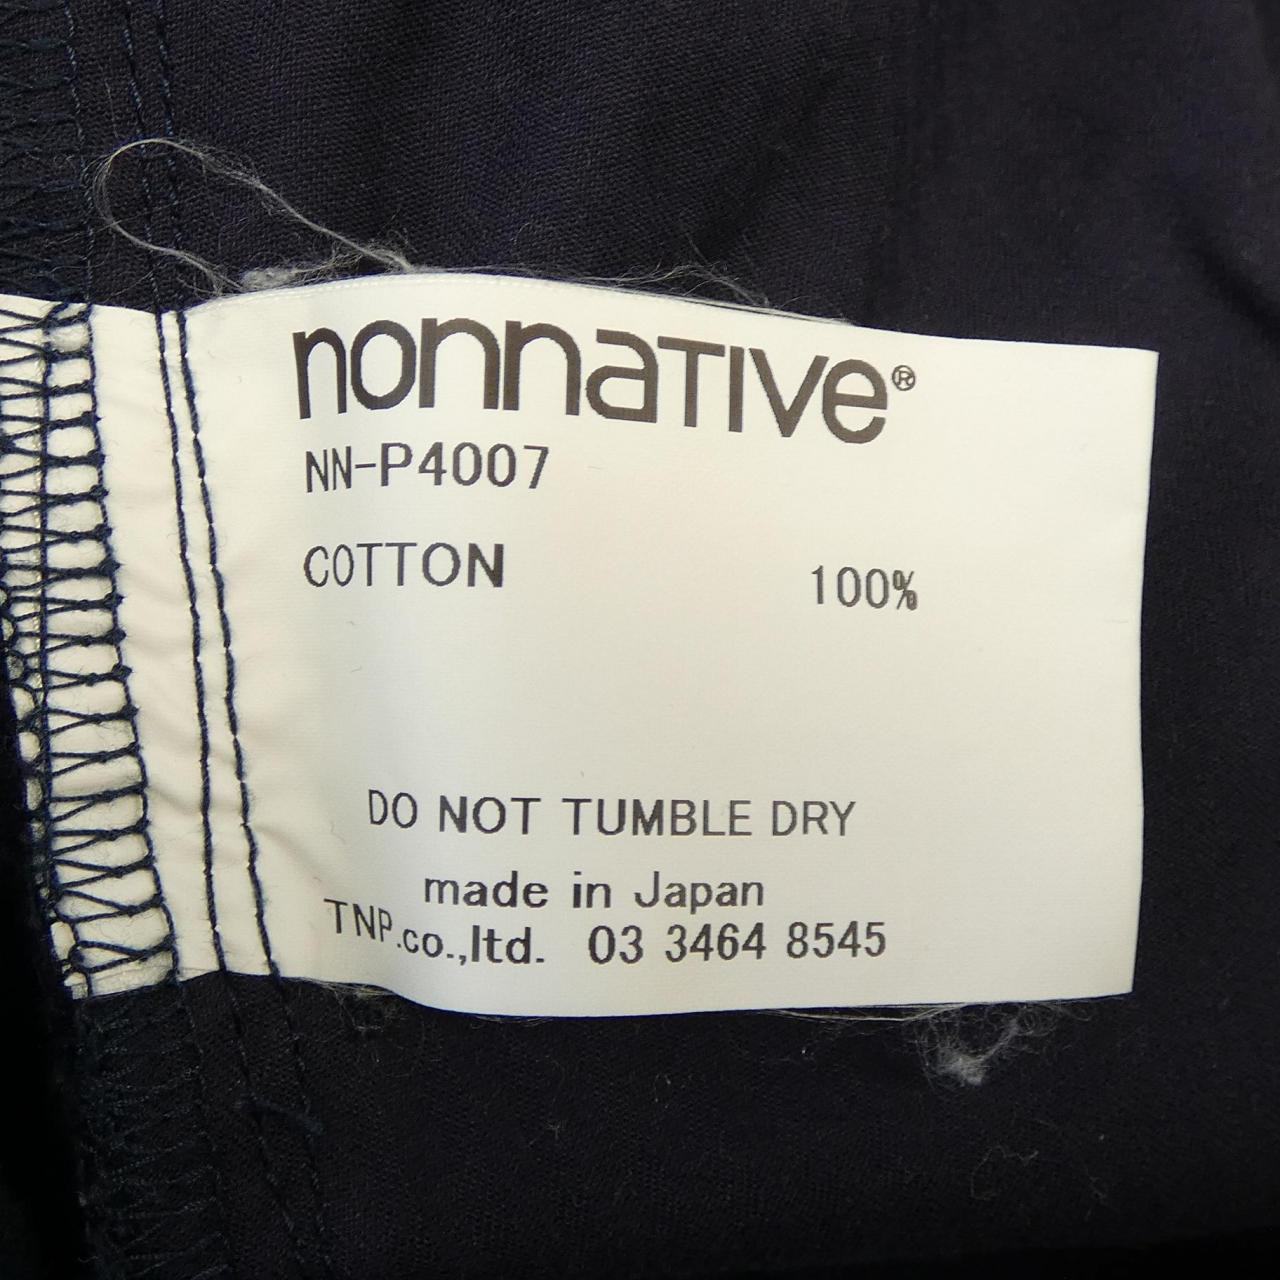 nonnaTIVe®
NN-P4007
COTTON 100%
DO NOT TUMBLE DRY
made in Japan
TNP.co.,ltd. 03 3464 8545